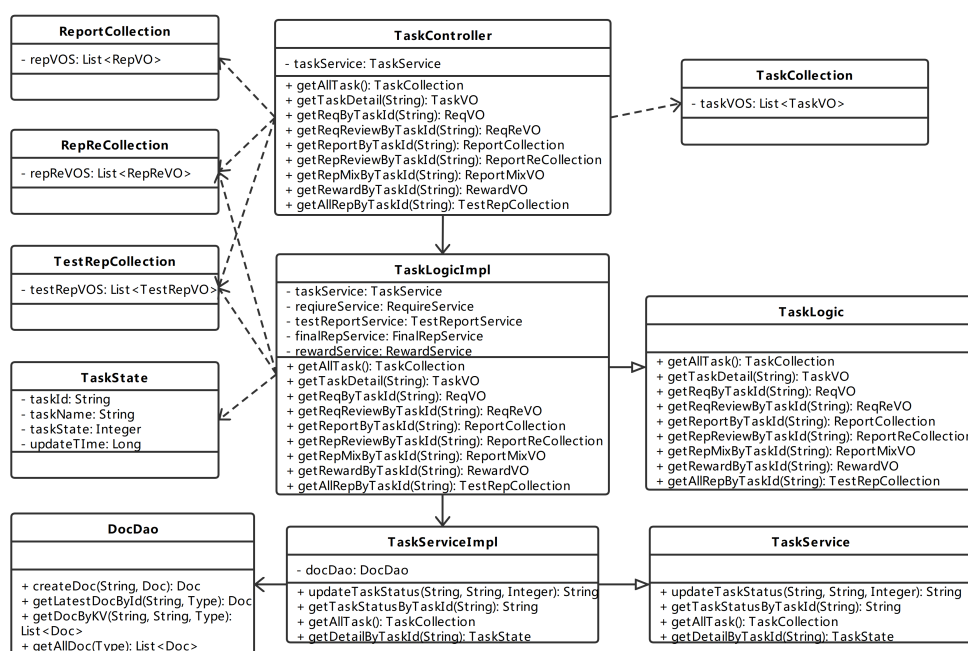 ReportCollection
- repVOS: List<RepVO>
TaskController
- taskService: TaskService
+ getAllTask(): TaskCollection
+ getTaskDetail(String): TaskVO
+ getReqByTaskId(String): ReqVO
+ getReqReviewByTaskId(String): ReqReVO
+ getReportByTaskId(String): ReportCollection
+ getRepReviewByTaskId(String): ReportReCollection
+ getRepMixByTaskId(String): ReportMixVO
+ getRewardByTaskId(String): RewardVO
+ getAllRepByTaskId(String): TestRepCollection
TaskCollection
- taskVOS: List<TaskVO>
RepReCollection
- repReVOS: List<RepReVO>
TestRepCollection
- testRepVOS: List<TestRepVO>
TaskLogicImpl
- taskService: TaskService
- reqiureService: RequireService
- testReportService: TestReportService
- finalRepService: FinalRepService
- rewardService: RewardService
+ getAllTask(): TaskCollection
+ getTaskDetail(String): TaskVO
+ getReqByTaskId(String): ReqVO
+ getReqReviewByTaskId(String): ReqReVO
+ getReportByTaskId(String): ReportCollection
+ getRepReviewByTaskId(String): ReportReCollection
+ getRepMixByTaskId(String): ReportMixVO
+ getRewardByTaskId(String): RewardVO
+ getAllRepByTaskId(String): TestRepCollection
TaskLogic
+ getAllTask(): TaskCollection
+ getTaskDetail(String): TaskVO
+ getReqByTaskId(String): ReqVO
+ getReqReviewByTaskId(String): ReqReVO
+ getReportByTaskId(String): ReportCollection
+ getRepReviewByTaskId(String): ReportReCollection
+ getRepMixByTaskId(String): ReportMixVO
+ getRewardByTaskId(String): RewardVO
+ getAllRepByTaskId(String): TestRepCollection
TaskState
- taskId: String
- taskName: String
- taskState: Integer
- updateTIme: Long
DocDao
+ createDoc(String, Doc): Doc
+ getLatestDocById(String, Type): Doc
+ getDocByKV(String, String, Type):
List<Doc>
+ getAllDoc(Type): List<Doc>
TaskServiceImpl
- docDao: DocDao
+ updateTaskStatus(String, String, Integer): String
+ getTaskStatusByTaskId(String): String
+ getAllTask(): TaskCollection
+ getDetailByTaskId(String): TaskState
TaskService
+ updateTaskStatus(String, String, Integer): String
+ getTaskStatusByTaskId(String): String
+ getAllTask(): TaskCollection
+ getDetailByTaskId(String): TaskState